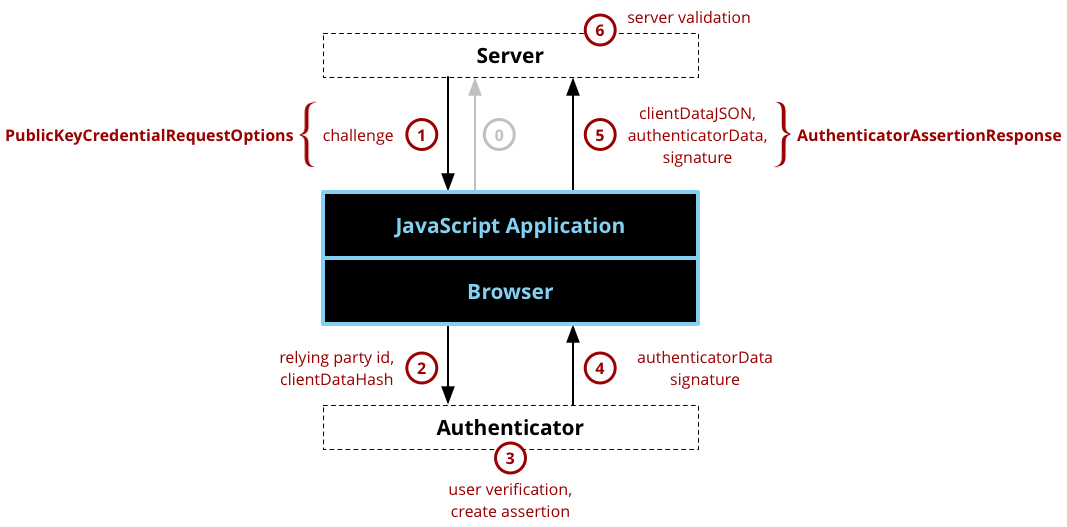 6
server validation
Server
PublicKeyCredentialRequestOptions
{
challenge
1
0
5
clientDataJSON,
authenticatorData,
signature
}
AuthenticatorAssertionResponse
JavaScript Application
Browser
relying party id,
clientDataHash
2
4
authenticatorData
signature
Authenticator
3
user verification,
create assertion